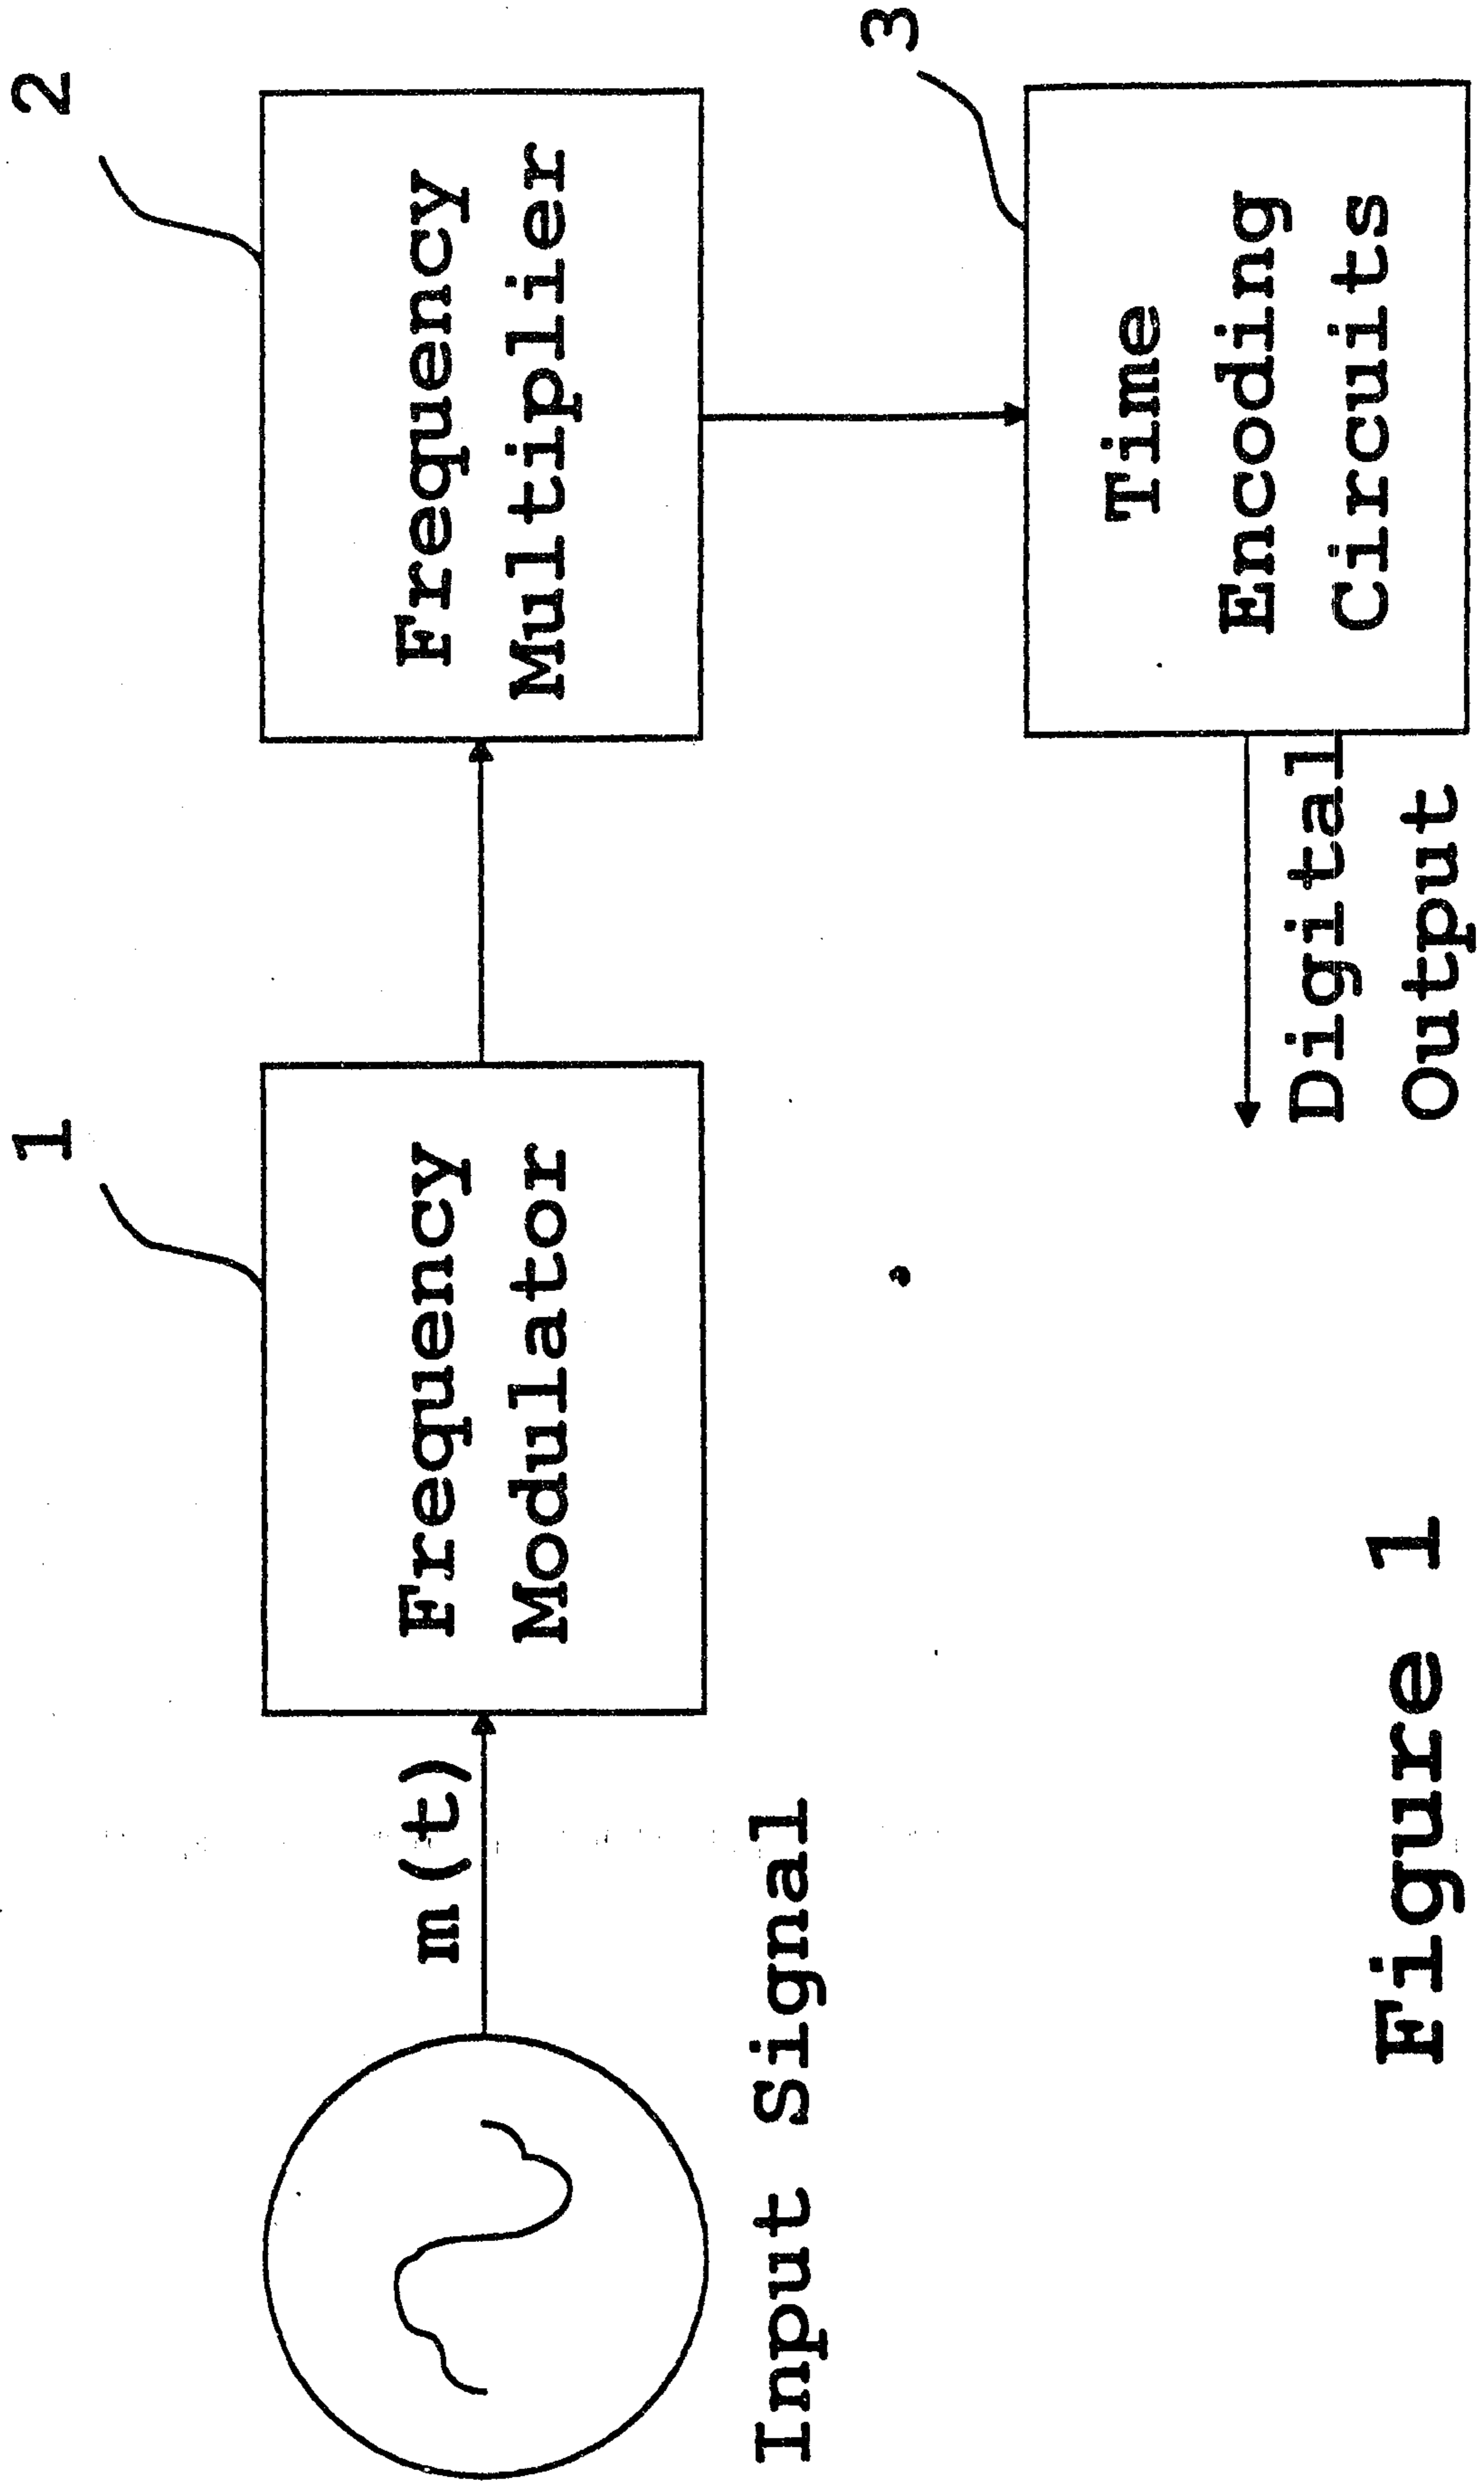 1
2
m(t)
Frequency
Modulator
Frequency
Multiplier
Input Signal
3
Time
Encoding
Circuits
Digital
Output
Figure 1